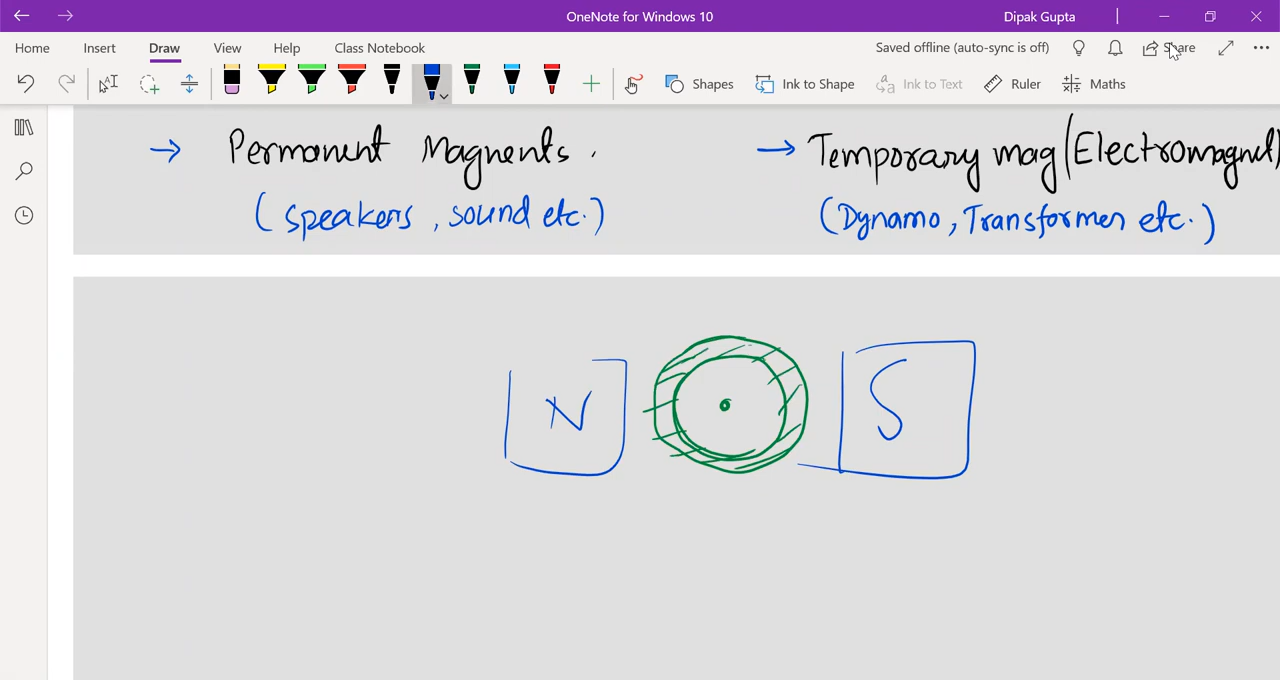 OneNote for Windows 10
Dipak Gupta
Home Insert Draw View Help Class Notebook
Saved offline (auto-sync is off) Share
Shapes Ink to Shape Ink to Text Ruler Maths
→ Permanent Magnents.
→ Temporary mag (Electromagnet)
(speakers, sound etc.)
(Dynamo, Transformer etc.)
N S